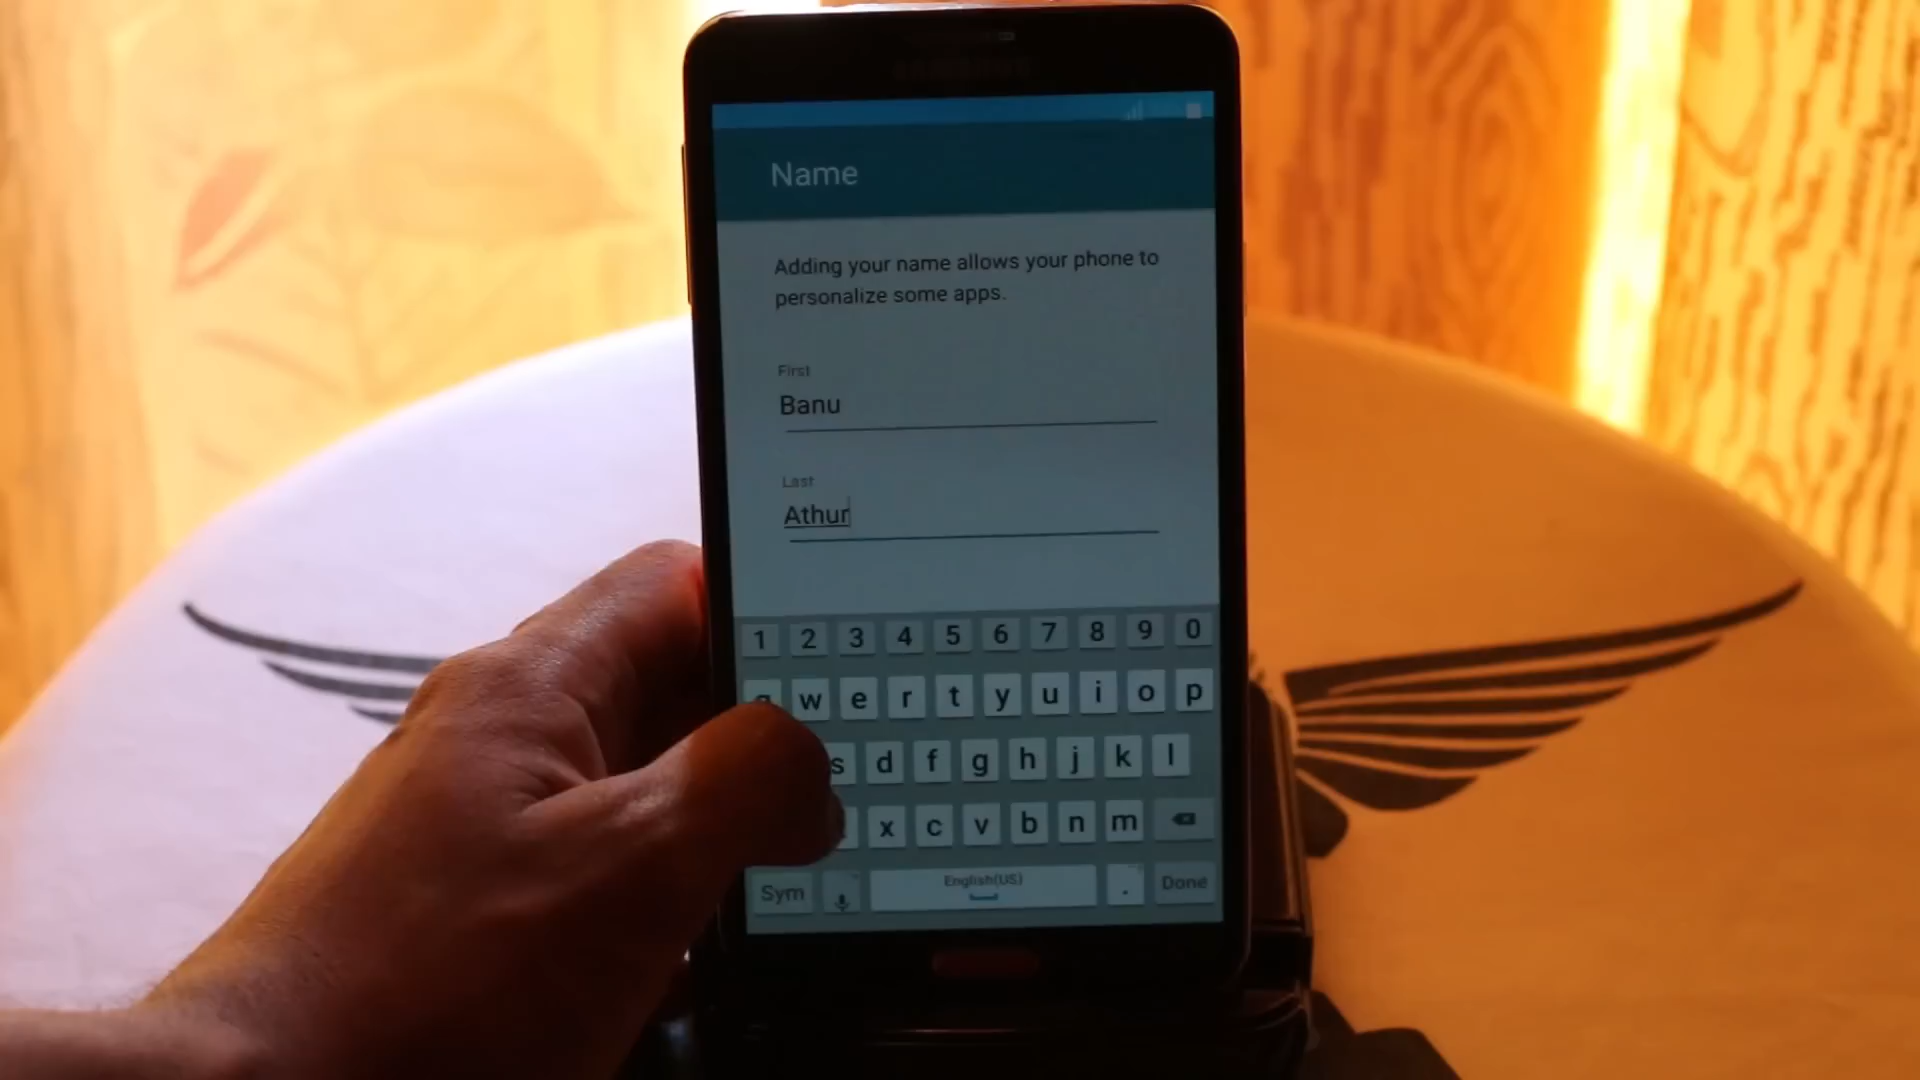 SAMSUNG
Name
Adding your name allows your phone to
personalize some apps.
First
Banu
Last
Athur
1 2 3 4 5 6 7 8 9 0
q w e r t y u i o p
s d f g h j k l
x c v b n m
Sym English(US) . Done